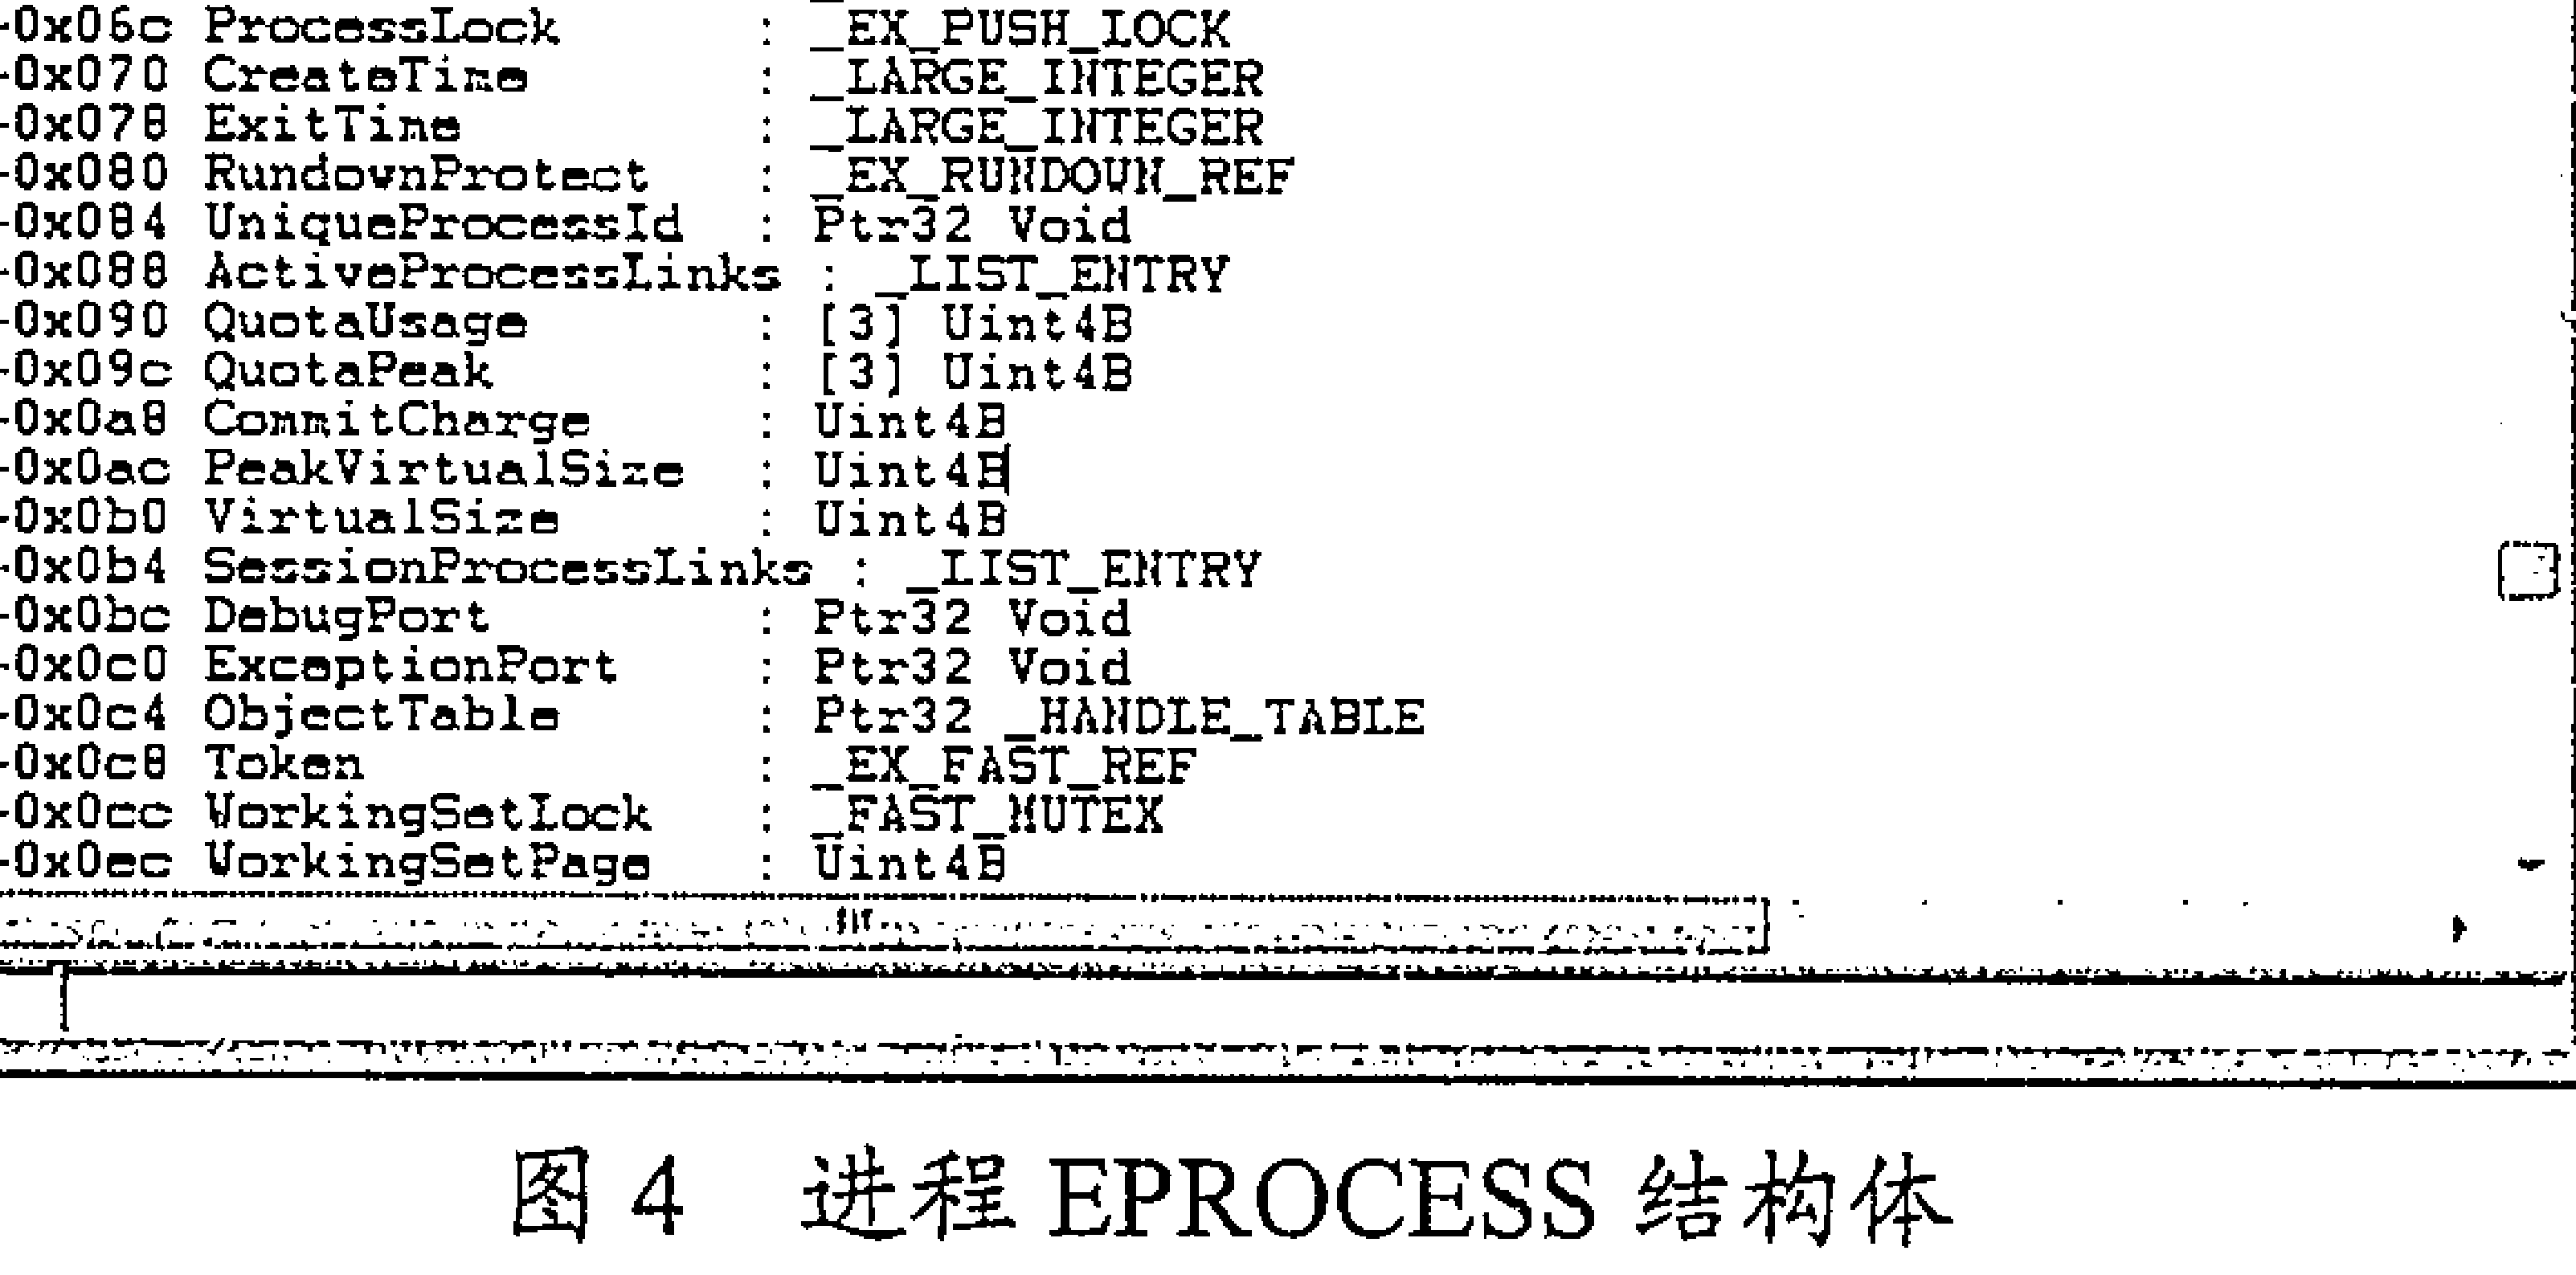 +0x06c ProcessLock : _EX_PUSH_LOCK
+0x070 CreateTime : _LARGE_INTEGER
+0x078 ExitTime : _LARGE_INTEGER
+0x080 RundownProtect : _EX_RUNDOWN_REF
+0x084 UniqueProcessId : Ptr32 Void
+0x088 ActiveProcessLinks : _LIST_ENTRY
+0x090 QuotaUsage : [3] Uint4B
+0x09c QuotaPeak : [3] Uint4B
+0x0a8 CommitCharge : Uint4B
+0x0ac PeakVirtualSize : Uint4B
+0x0b0 VirtualSize : Uint4B
+0x0b4 SessionProcessLinks : _LIST_ENTRY
+0x0bc DebugPort : Ptr32 Void
+0x0c0 ExceptionPort : Ptr32 Void
+0x0c4 ObjectTable : Ptr32 _HANDLE_TABLE
+0x0c8 Token : _EX_FAST_REF
+0x0cc WorkingSetLock : _FAST_MUTEX
+0x0ec WorkingSetPage : Uint4B
图 4 进程 EPROCESS 结构体